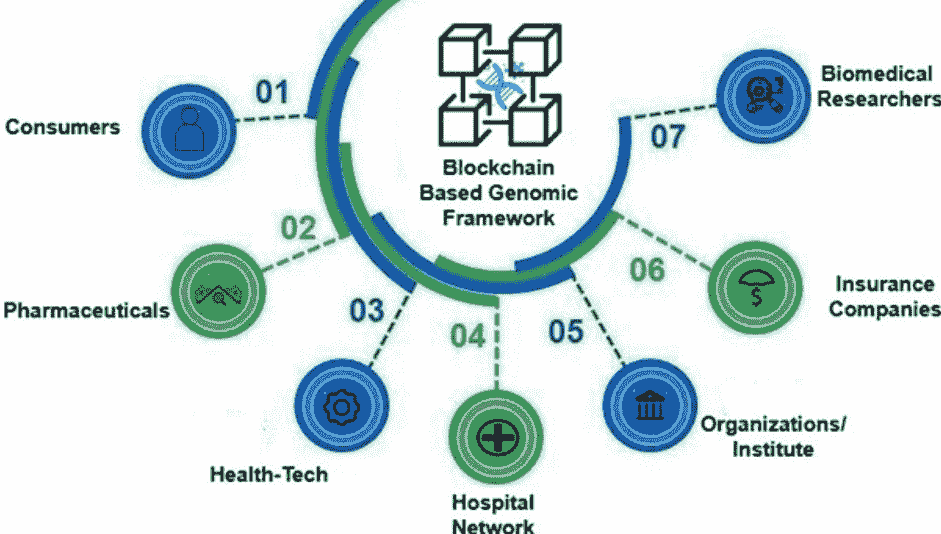 Blockchain
Based Genomic
Framework
01
Consumers
02
Pharmaceuticals
03
Health-Tech
04
Hospital
Network
05
Organizations/
Institute
06
Insurance
Companies
07
Biomedical
Researchers